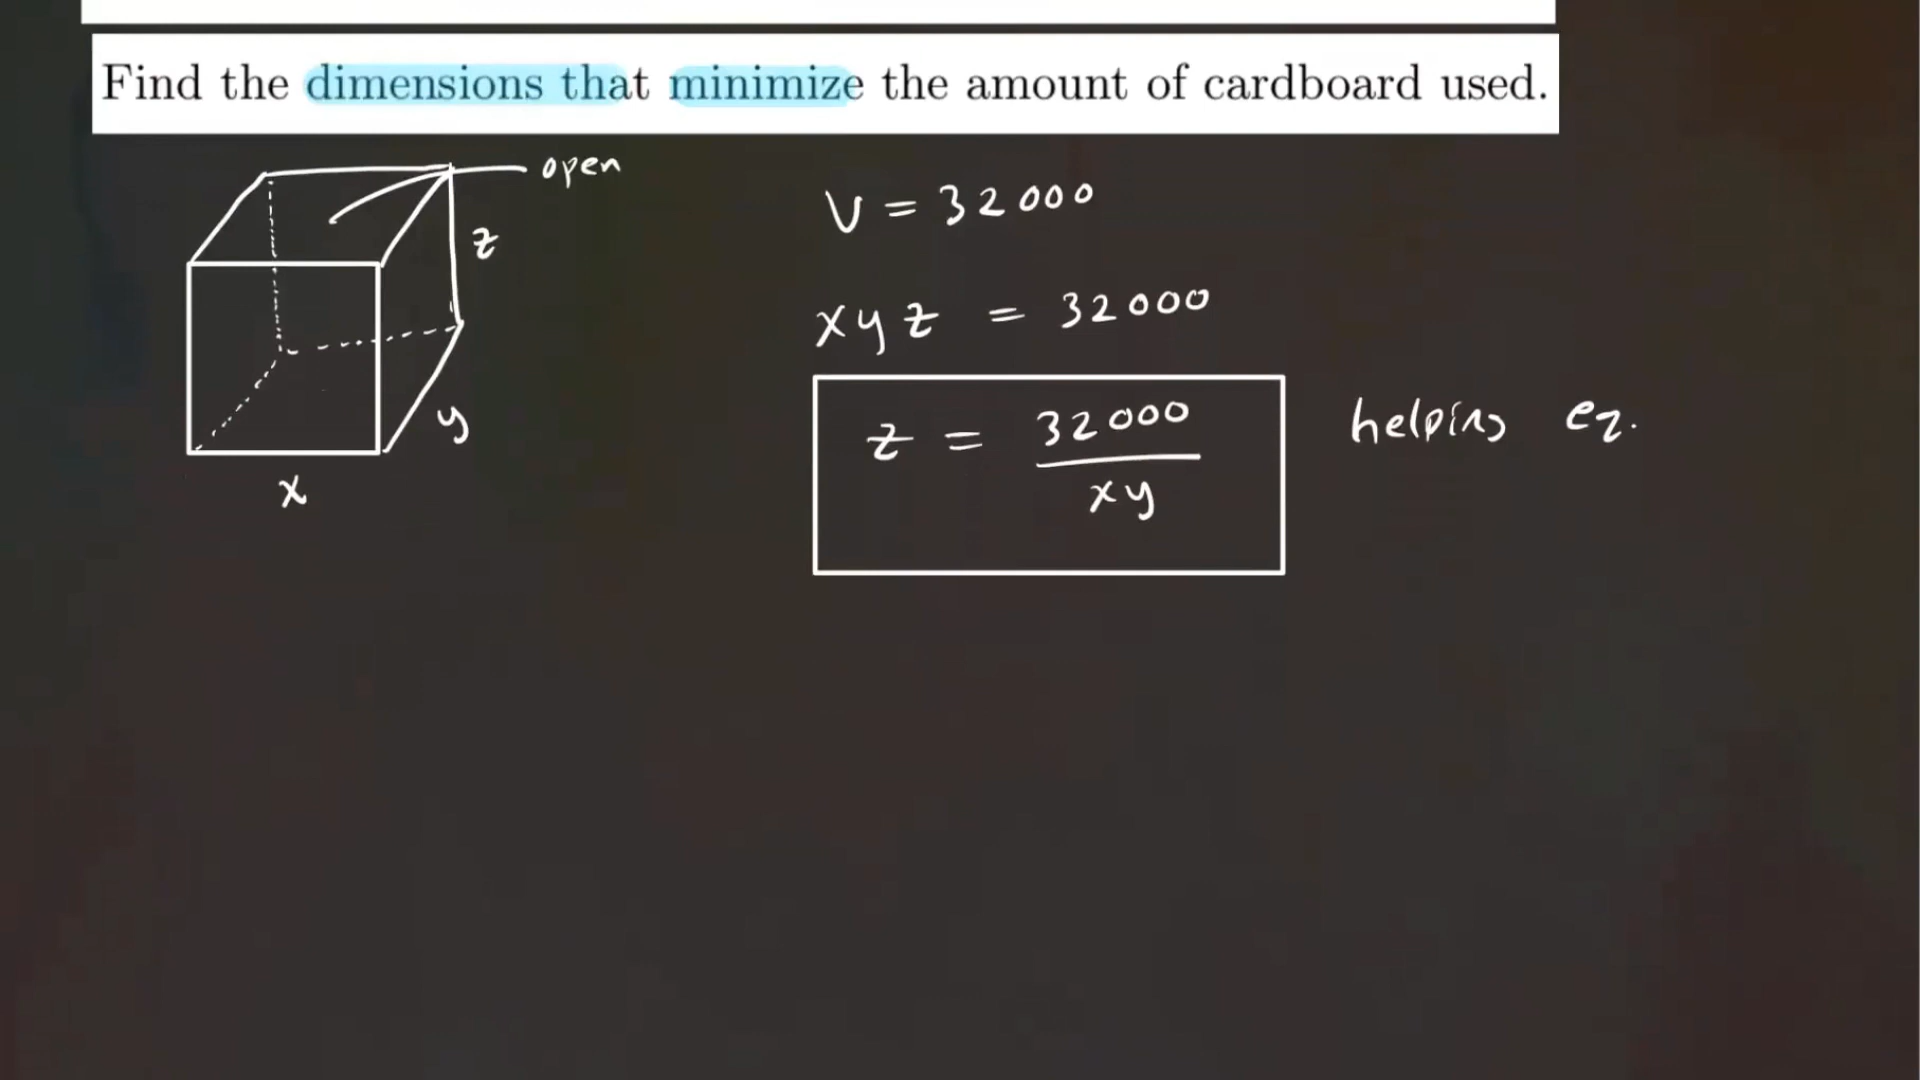 Find the dimensions that minimize the amount of cardboard used.
open
z
y
x
V = 32000
xyz = 32000
z = 32000/xy
helping eq.